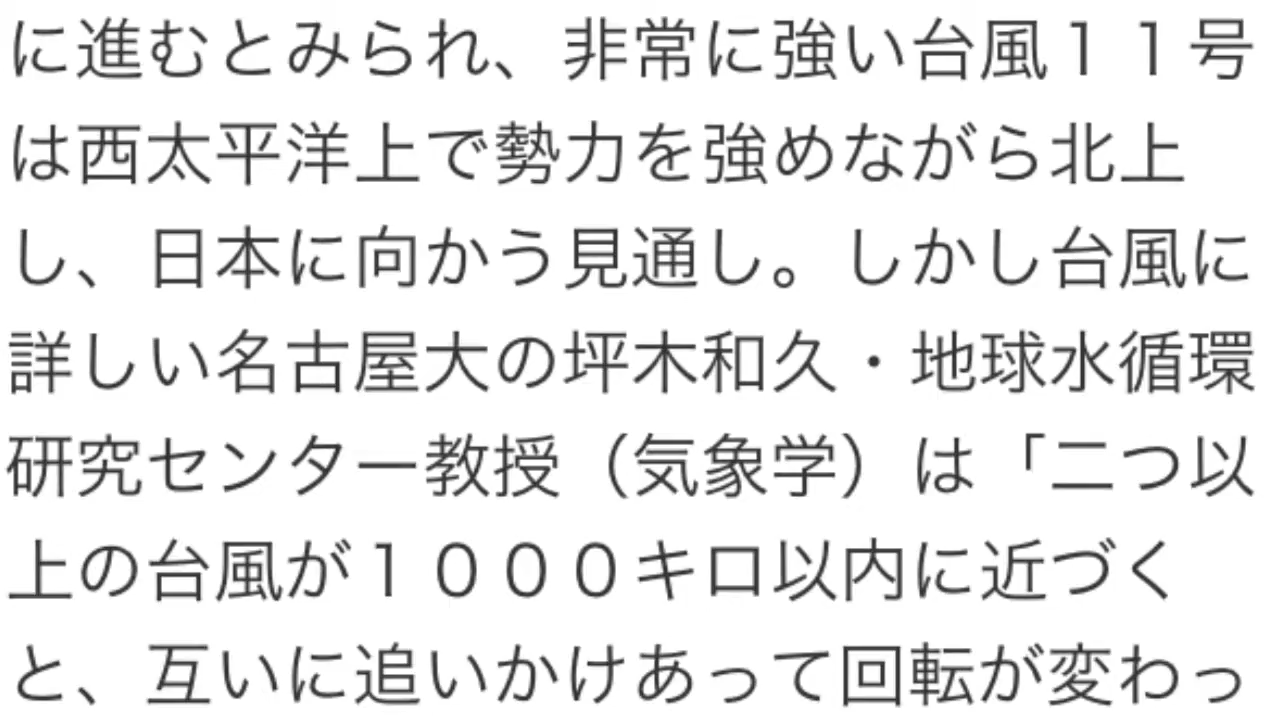 に進むとみられ、非常に強い台風１１号
は西太平洋上で勢力を強めながら北上
し、日本に向かう見通し。しかし台風に
詳しい名古屋大の坪木和久・地球水循環
研究センター教授（気象学）は「二つ以
上の台風が１０００キロ以内に近づく
と、互いに追いかけあって回転が変わっ